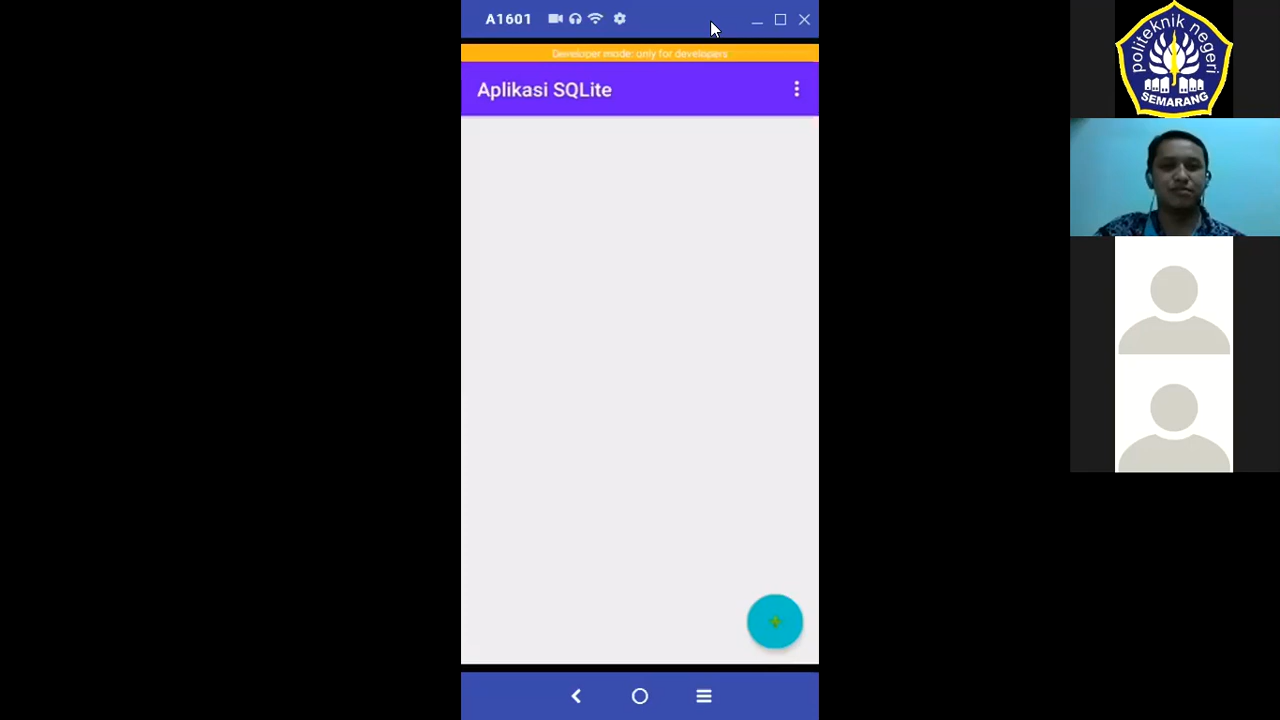 A1601
Developer mode: only for developers
Aplikasi SQLite
politeknik negeri
SEMARANG